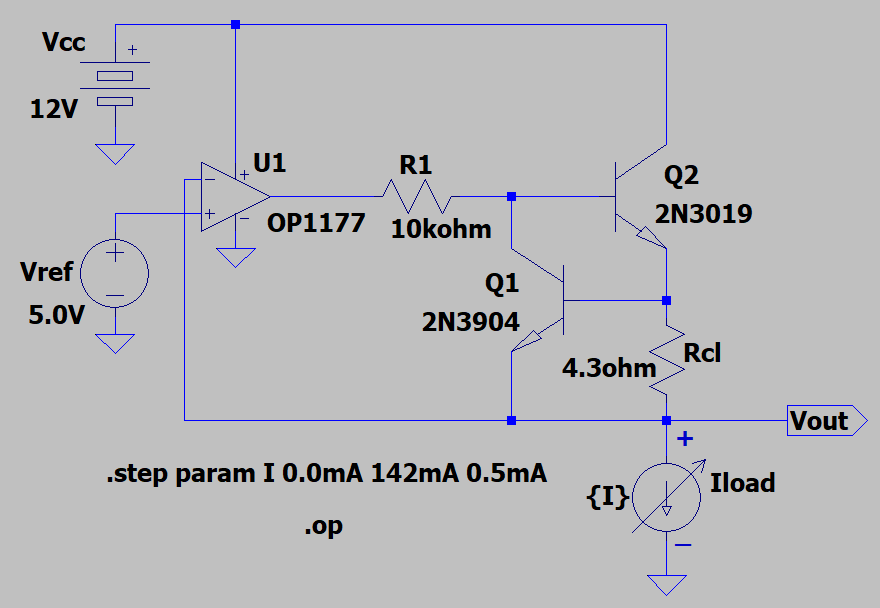 Vcc
12V
U1
OP1177
R1
10kohm
Q2
2N3019
Vref
5.0V
Q1
2N3904
4.3ohm
Rcl
Vout
.step param I 0.0mA 142mA 0.5mA
.op
{I}
Iload